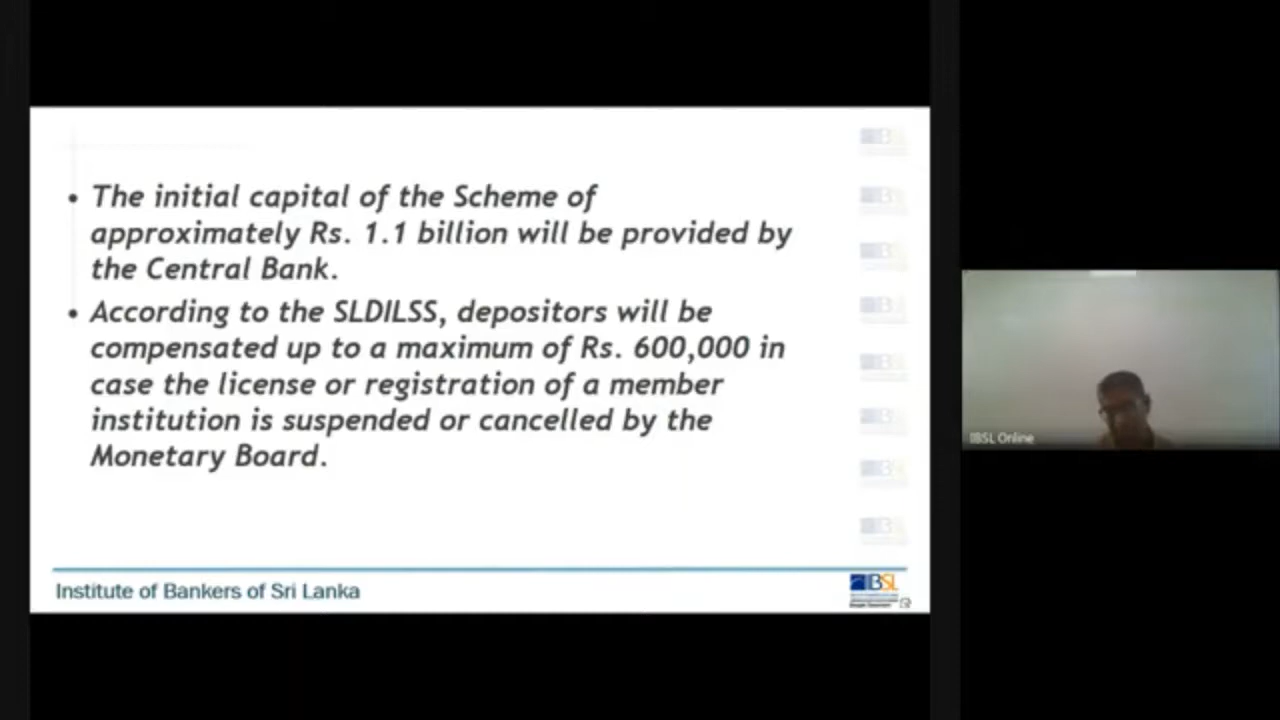 • The initial capital of the Scheme of
approximately Rs. 1.1 billion will be provided by
the Central Bank.
• According to the SLDILSS, depositors will be
compensated up to a maximum of Rs. 600,000 in
case the license or registration of a member
institution is suspended or cancelled by the
Monetary Board.
Institute of Bankers of Sri Lanka
IBSL
IBSL Online